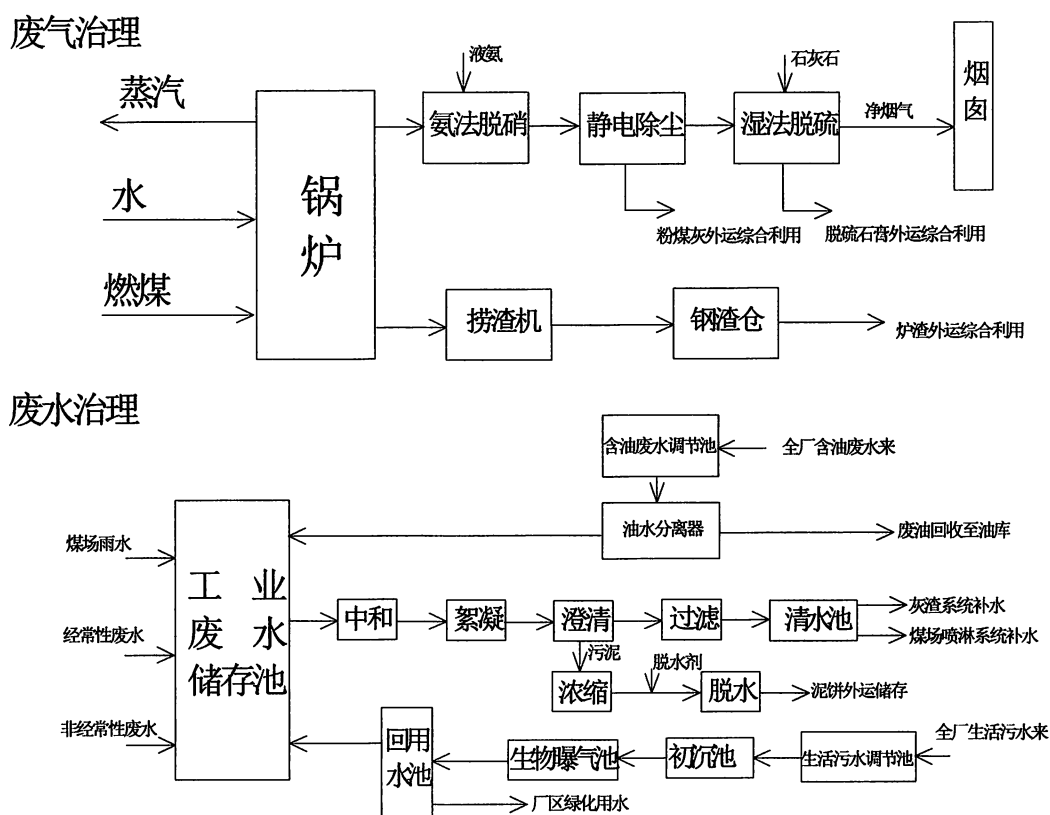 废气治理
蒸汽
水
燃煤
锅
炉
液氨
氨法脱硝
静电除尘
石灰石
湿法脱硫
净烟气
烟
囱
粉煤灰外运综合利用
脱硫石膏外运综合利用
捞渣机
钢渣仓
炉渣外运综合利用
废水治理
含油废水调节池
全厂含油废水来
油水分离器
废油回收至油库
煤场雨水
经常性废水
非经常性废水
工 业
废 水
储存池
中和
絮凝
澄清
过滤
清水池
灰渣系统补水
煤场喷淋系统补水
污泥
浓缩
脱水剂
脱水
泥饼外运储存
回用
水池
生物曝气池
初沉池
生活污水调节池
全厂生活污水来
厂区绿化用水